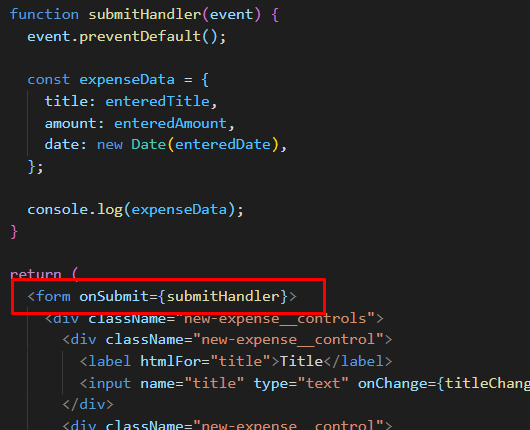 function submitHandler(event) {
event.preventDefault();
const expenseData = {
title: enteredTitle,
amount: enteredAmount,
date: new Date(enteredDate),
};
console.log(expenseData);
}
return (
<form onSubmit={submitHandler}>
<div className="new-expense__controls">
<div className="new-expense__control">
<label htmlFor="title">Title</label>
<input name="title" type="text" onChange={titleChang
</div>
<div className="new-expense__control">